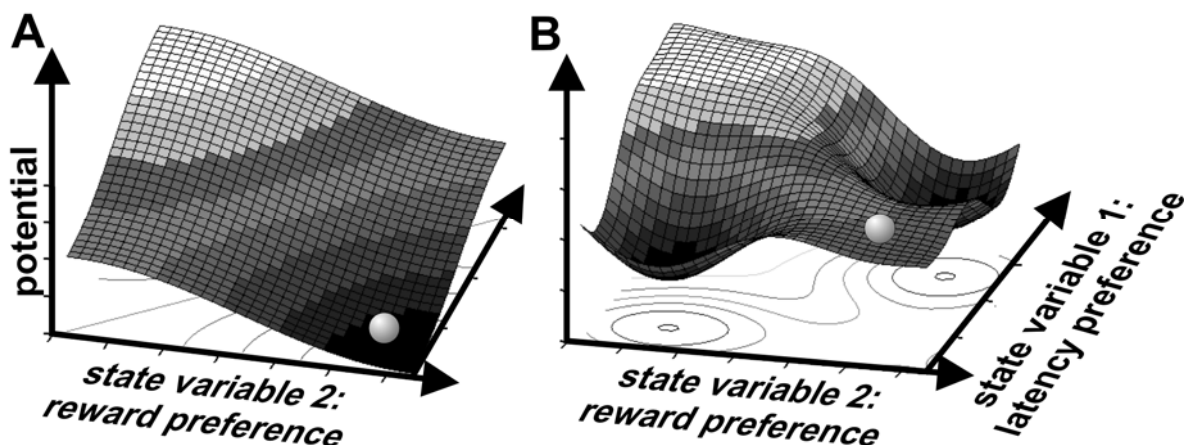 A
B
potential
state variable 2:
reward preference
state variable 2:
reward preference
state variable 1:
latency preference